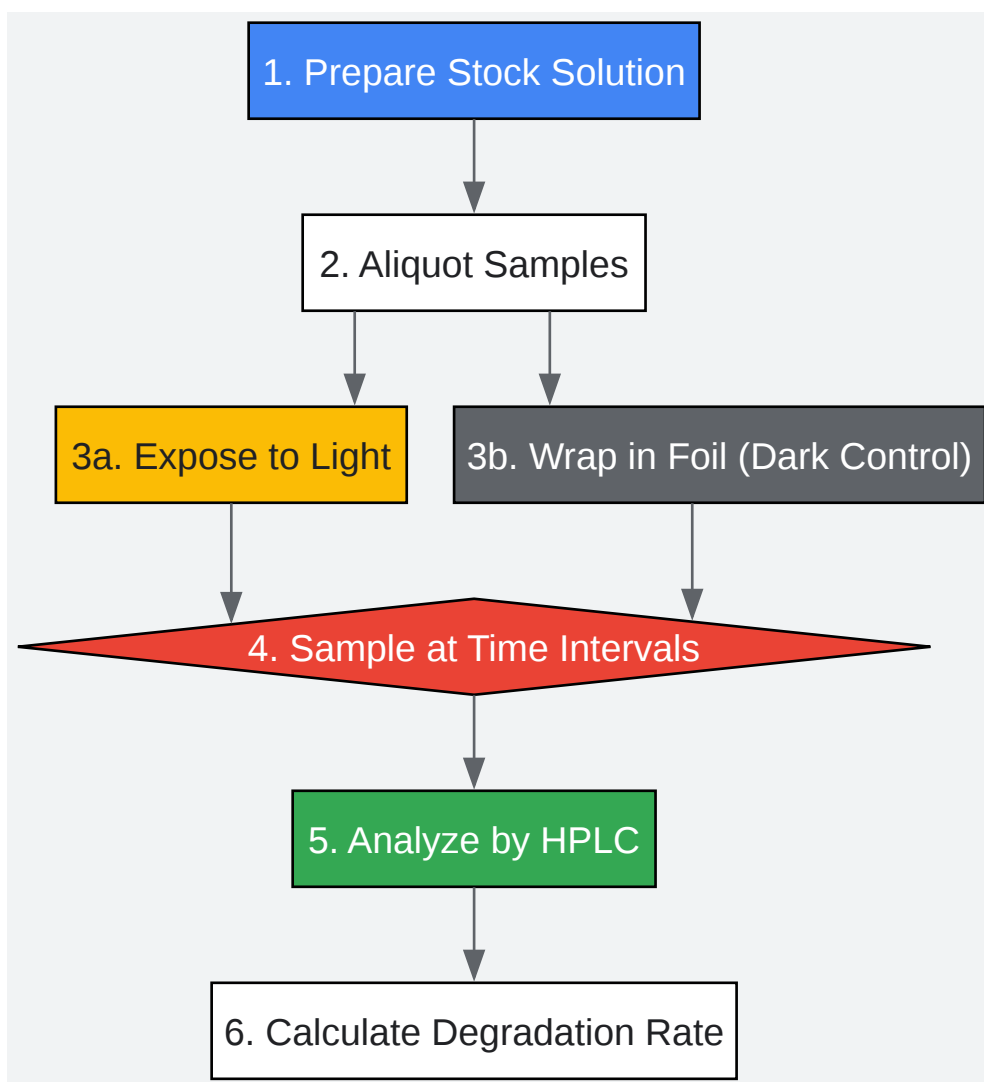 1. Prepare Stock Solution
2. Aliquot Samples
3a. Expose to Light
3b. Wrap in Foil (Dark Control)
4. Sample at Time Intervals
5. Analyze by HPLC
6. Calculate Degradation Rate